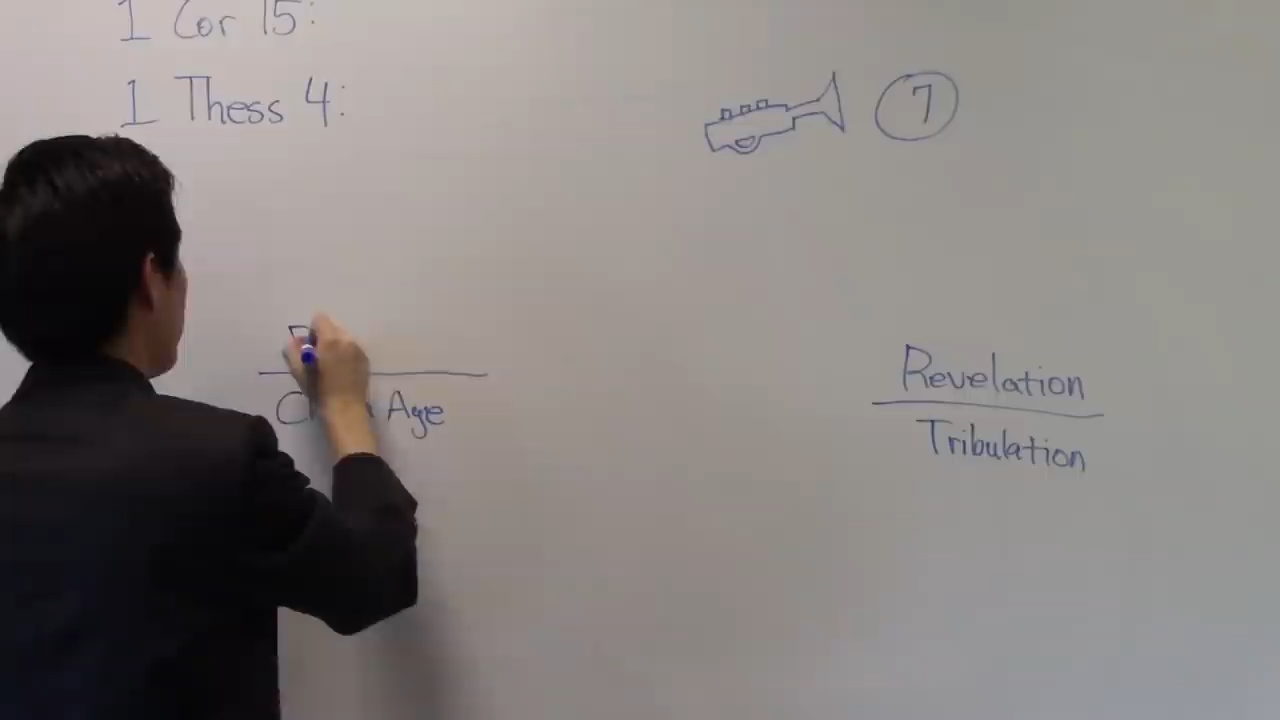 1 Cor 15:
1 Thess 4:
7
Age
Revelation
Tribulation